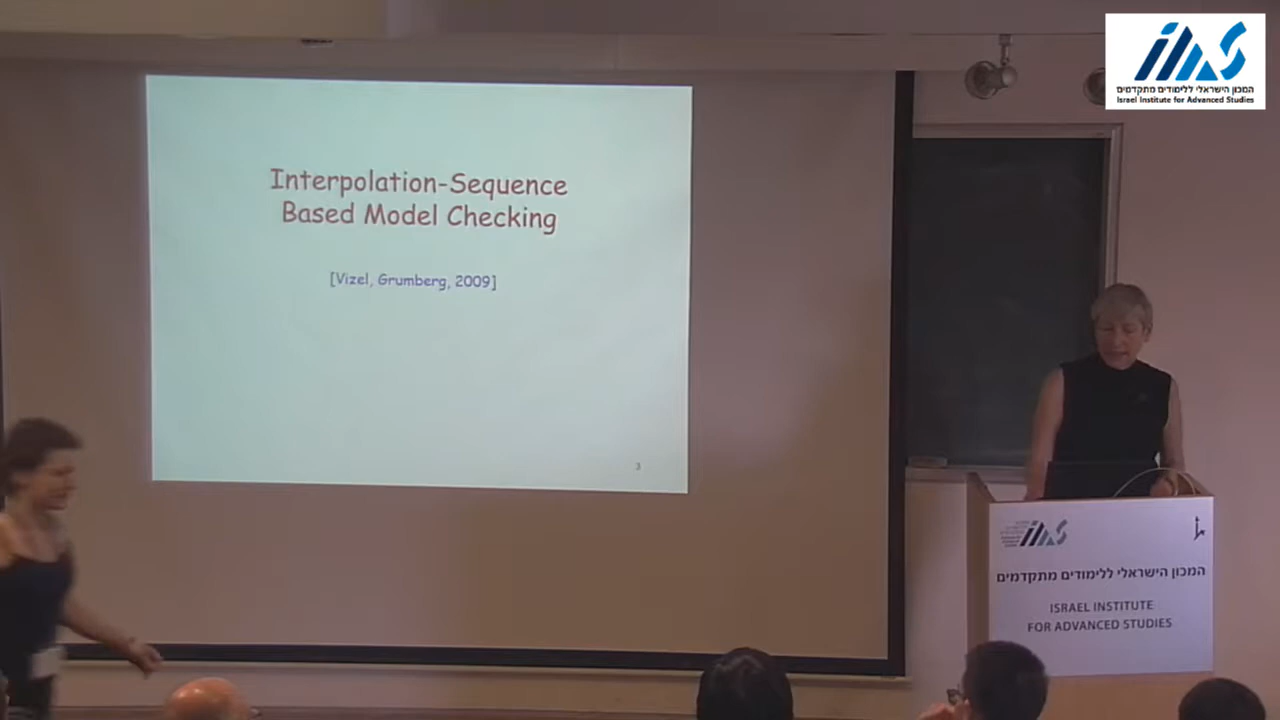 המכון הישראלי ללימודים מתקדמים
Israel Institute for Advanced Studies
Interpolation-Sequence
Based Model Checking
[Vizel, Grumberg, 2009]
3
המכון הישראלי ללימודים מתקדמים
ISRAEL INSTITUTE
FOR ADVANCED STUDIES